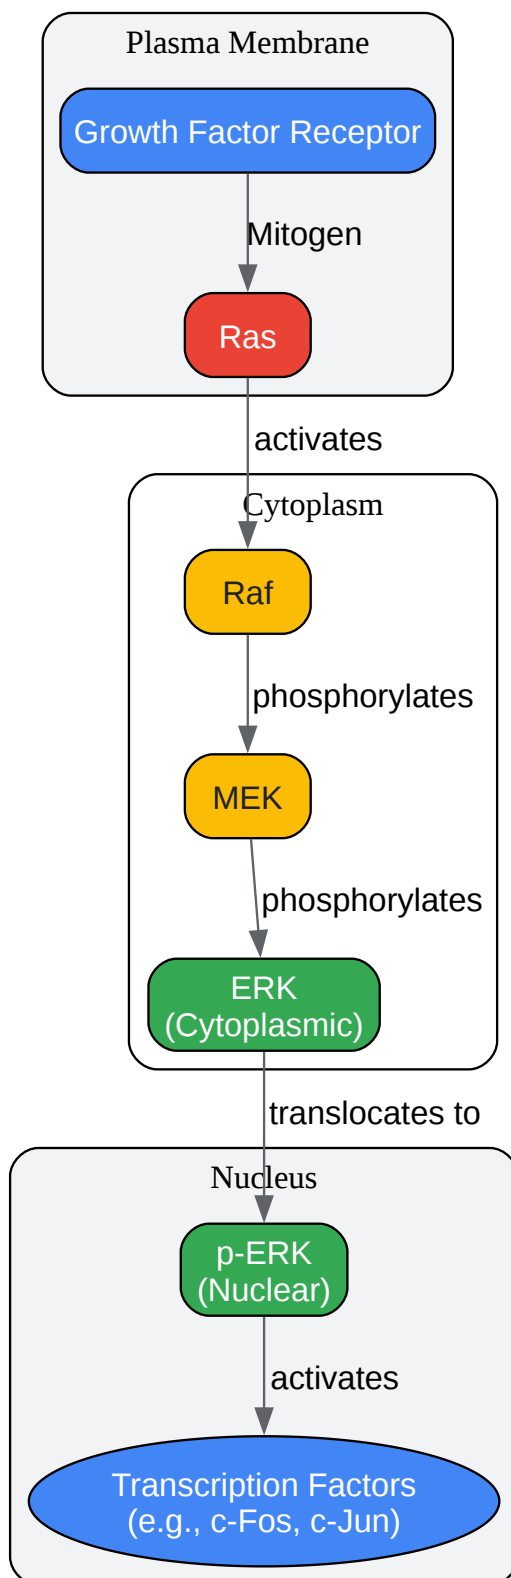 Plasma Membrane
Growth Factor Receptor
Mitogen
Ras
activates
Cytoplasm
Raf
phosphorylates
MEK
phosphorylates
ERK
(Cytoplasmic)
translocates to
Nucleus
p-ERK
(Nuclear)
activates
Transcription Factors
(e.g., c-Fos, c-Jun)